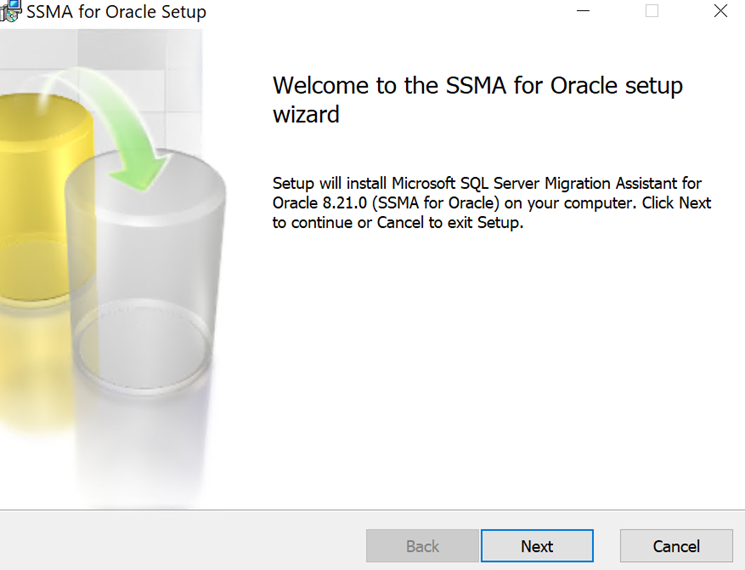 SSMA for Oracle Setup
Welcome to the SSMA for Oracle setup
wizard
Setup will install Microsoft SQL Server Migration Assistant for
Oracle 8.21.0 (SSMA for Oracle) on your computer. Click Next
to continue or Cancel to exit Setup.
Back Next Cancel